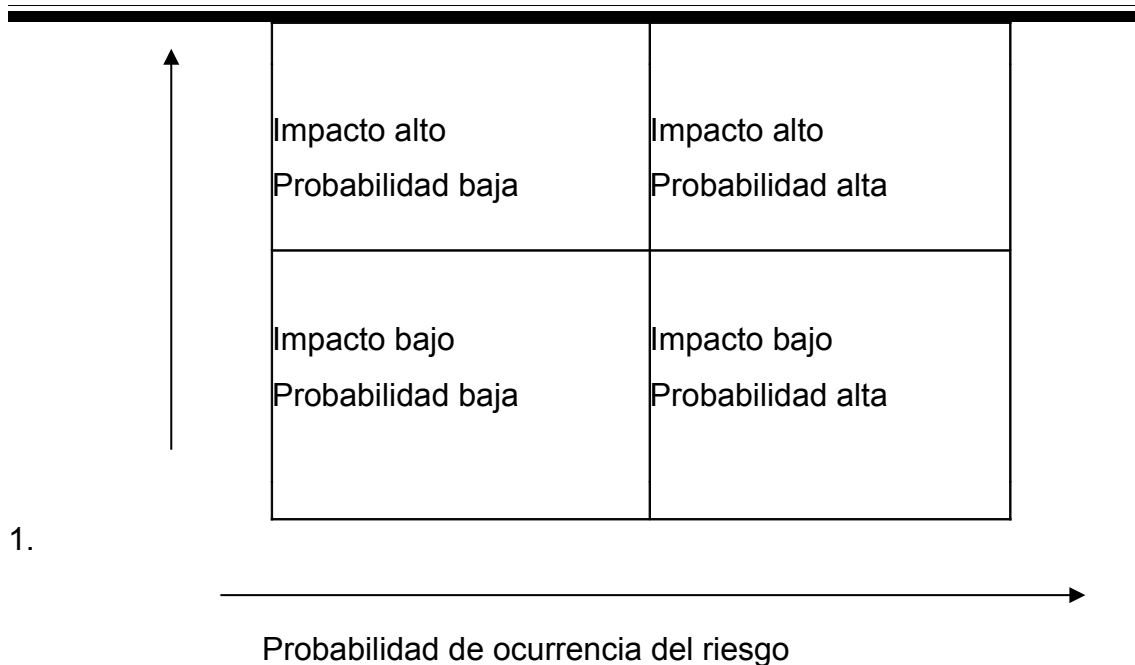 Impacto alto
Probabilidad baja
Impacto alto
Probabilidad alta
Impacto bajo
Probabilidad baja
Impacto bajo
Probabilidad alta
1.
Probabilidad de ocurrencia del riesgo